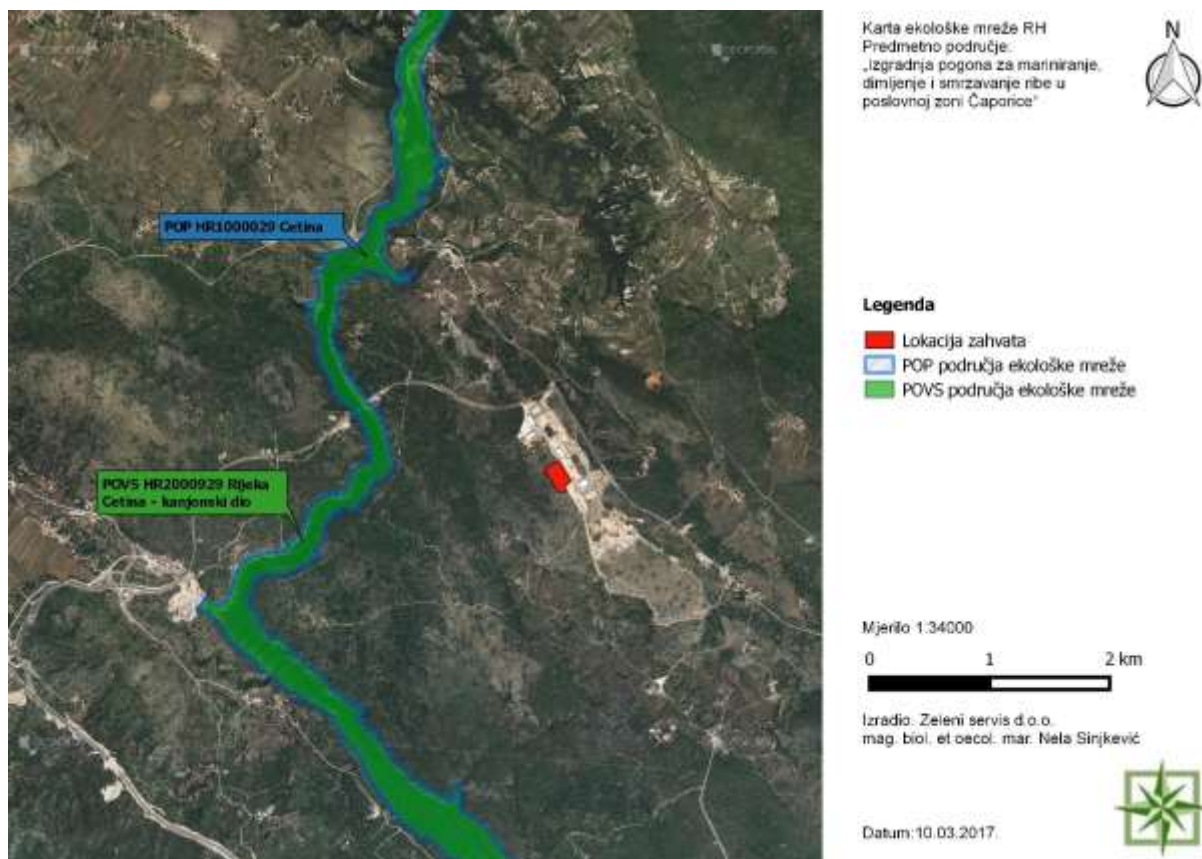 Karta ekološke mreže RH
Predmetno područje:
„Izgradnja pogona za mariniranje,
dimljenje i smrzavanje ribe u
poslovnoj zoni Čaporice"
N
POP HR1000029 Cetina
POVS HR2000929 Rijeka
Cetina - kanjonski dio
Legenda
Lokacija zahvata
POP područja ekološke mreže
POVS područja ekološke mreže
Mjerilo 1:34000
0 1 2 km
Izradio: Zeleni servis d.o.o.
mag. biol. et oecol. mar. Nela Sinjkević
Datum:10.03.2017.